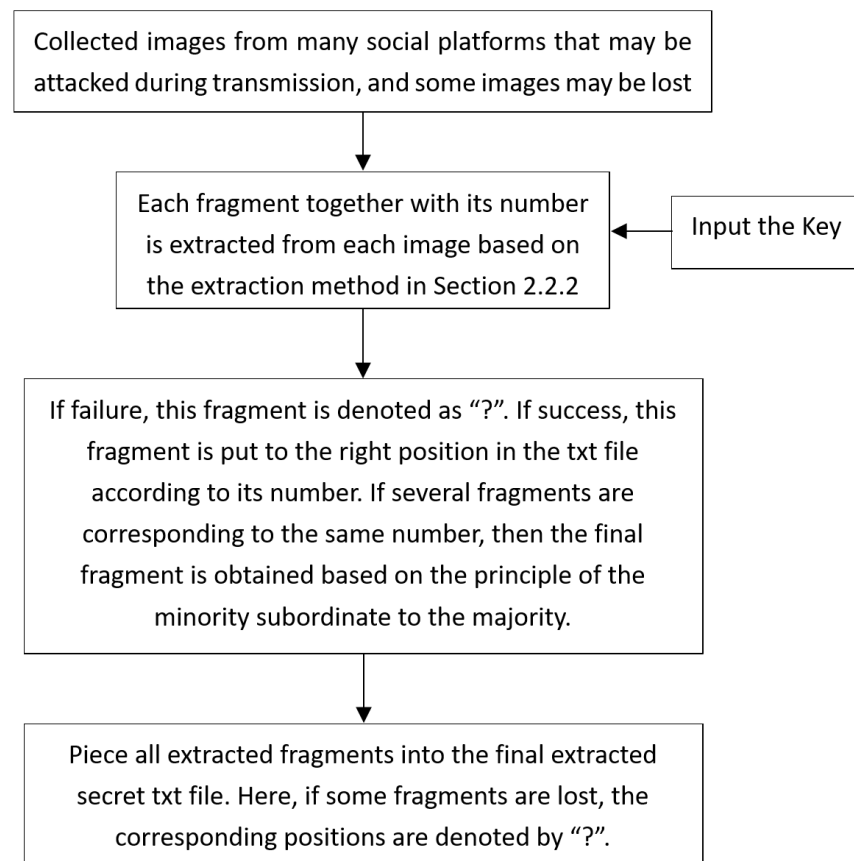 Collected images from many social platforms that may be
attacked during transmission, and some images may be lost
Each fragment together with its number
is extracted from each image based on
the extraction method in Section 2.2.2
Input the Key
If failure, this fragment is denoted as “?”. If success, this
fragment is put to the right position in the txt file
according to its number. If several fragments are
corresponding to the same number, then the final
fragment is obtained based on the principle of the
minority subordinate to the majority.
Piece all extracted fragments into the final extracted
secret txt file. Here, if some fragments are lost, the
corresponding positions are denoted by “?”.